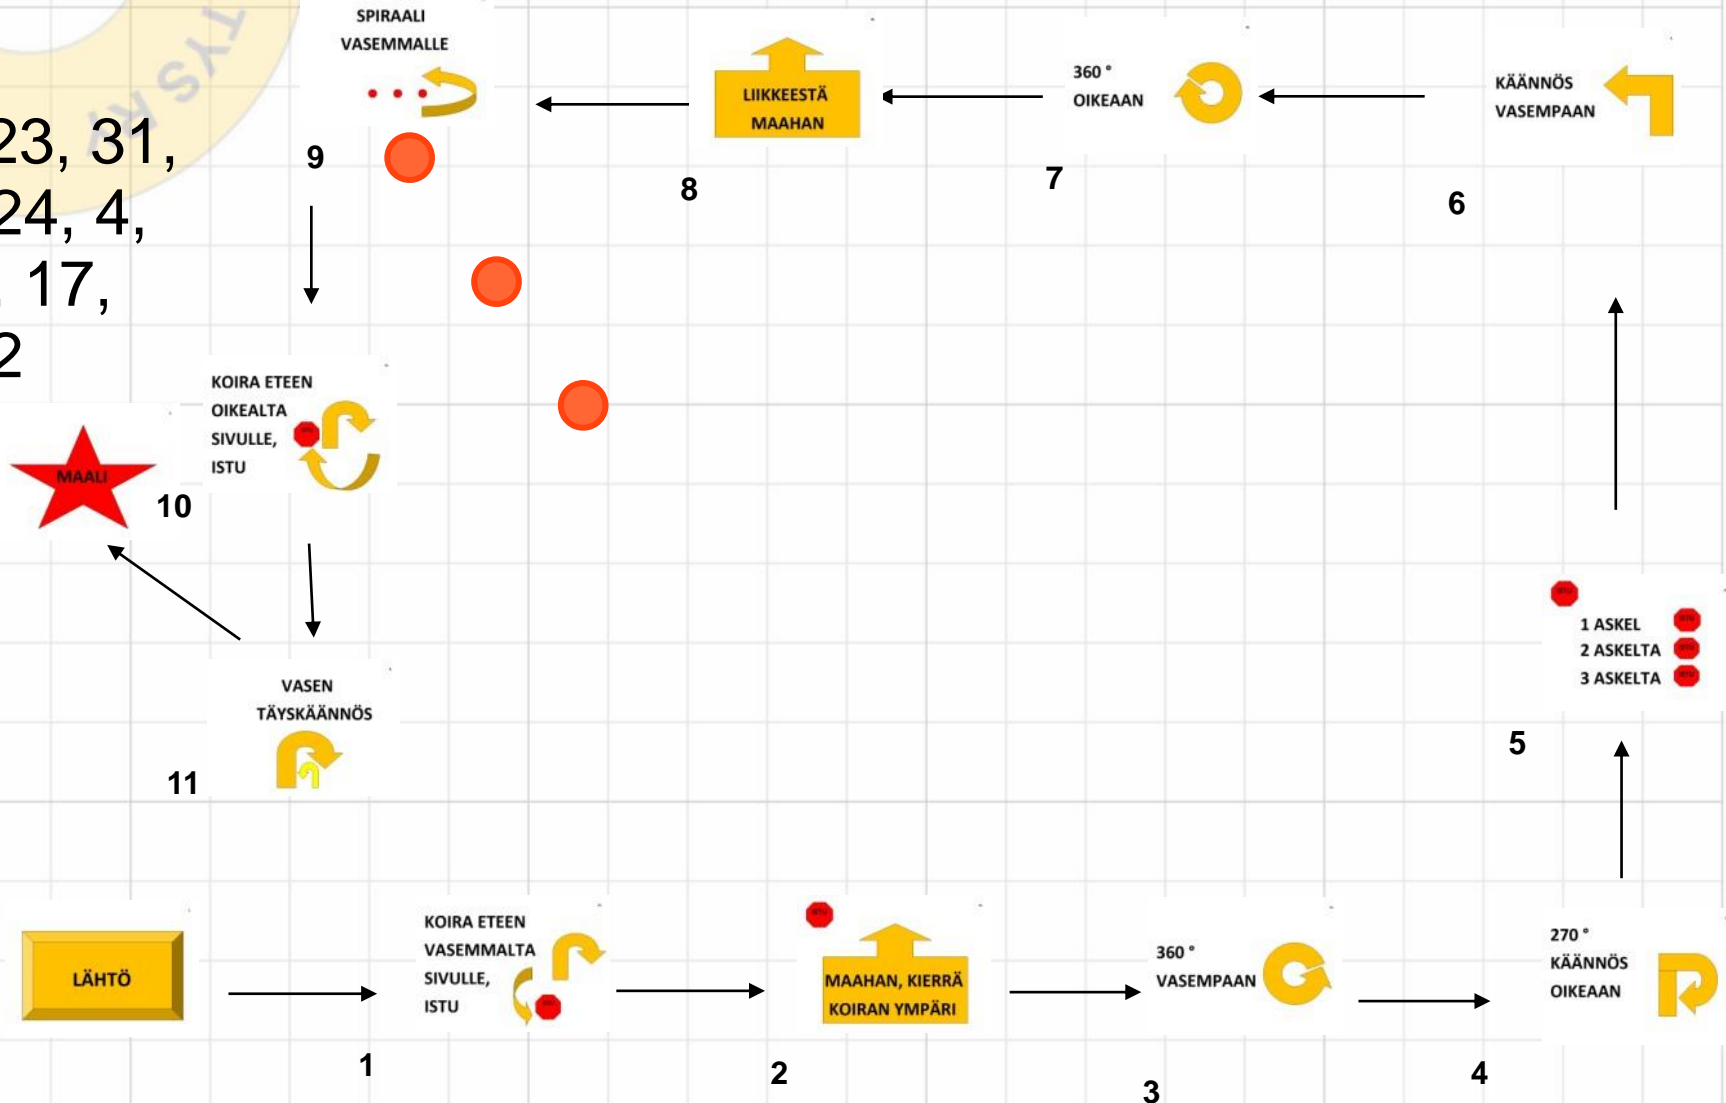 TYS RY
23, 31,
24, 4,
17,
2
SPIRAALI
VASEMMALLE
9
LIIKKEESTÄ
MAAHAN
8
360 °
OIKEAAN
7
KÄÄNNÖS
VASEMPAAN
6
KOIRA ETEEN
OIKEALTA
SIVULLE,
ISTU
MAALI
10
1 ASKEL
2 ASKELTA
3 ASKELTA
5
VASEN
TÄYSKÄÄNNÖS
11
LÄHTÖ
KOIRA ETEEN
VASEMMALTA
SIVULLE,
ISTU
1
MAAHAN, KIERRÄ
KOIRAN YMPÄRI
2
360 °
VASEMPAAN
3
270 °
KÄÄNNÖS
OIKEAAN
4